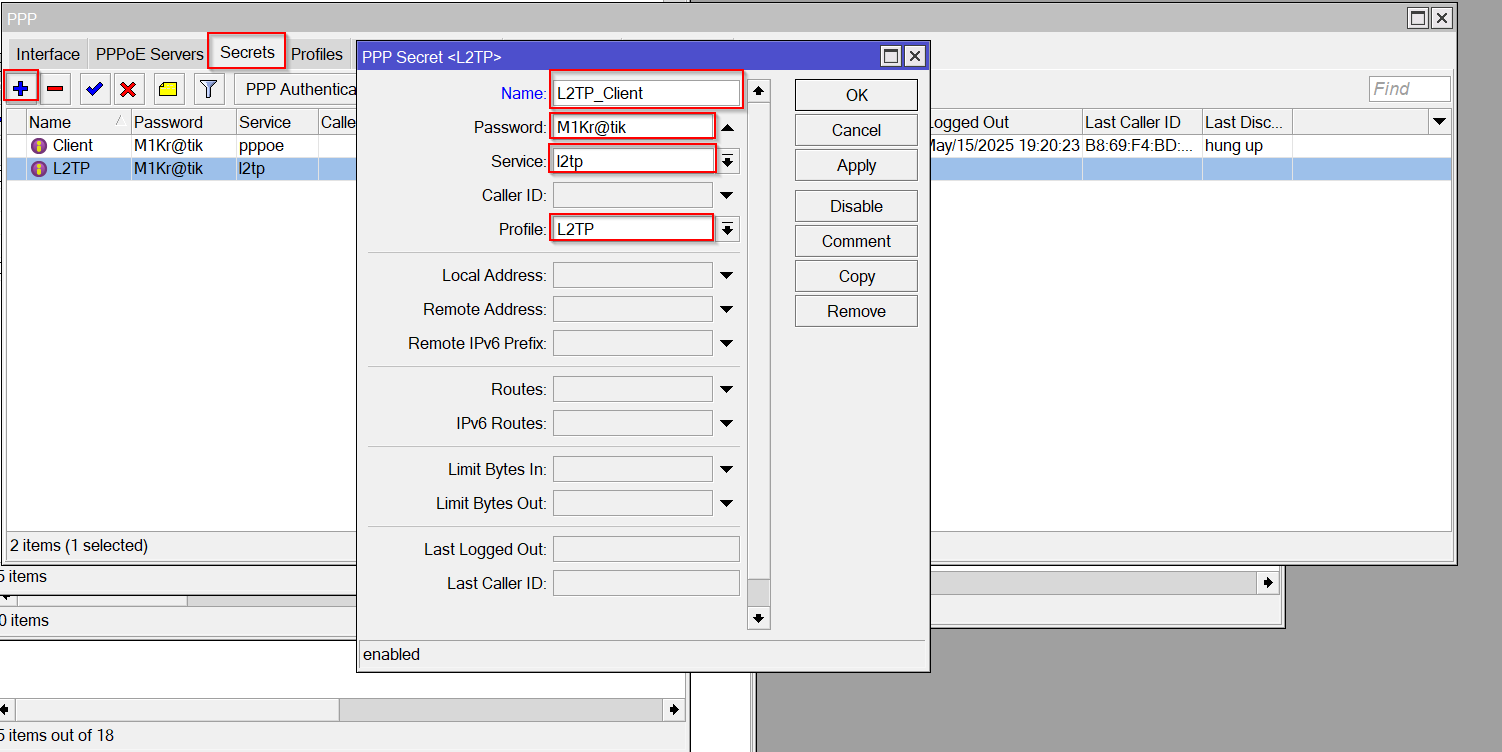 PPP
Interface PPPoE Servers Secrets Profiles
PPP Authentica
Find
Name Password Service Calle
Logged Out Last Caller ID Last Disc...
Client M1Kr@tik pppoe
May/15/2025 19:20:23 B8:69:F4:BD:... hung up
L2TP M1Kr@tik l2tp
2 items (1 selected)
PPP Secret <L2TP>
Name: L2TP_Client
Password: M1Kr@tik
Service: l2tp
Caller ID:
Profile: L2TP
Local Address:
Remote Address:
Remote IPv6 Prefix:
Routes:
IPv6 Routes:
Limit Bytes In:
Limit Bytes Out:
Last Logged Out:
Last Caller ID:
enabled
OK
Cancel
Apply
Disable
Comment
Copy
Remove
5 items
0 items
5 items out of 18